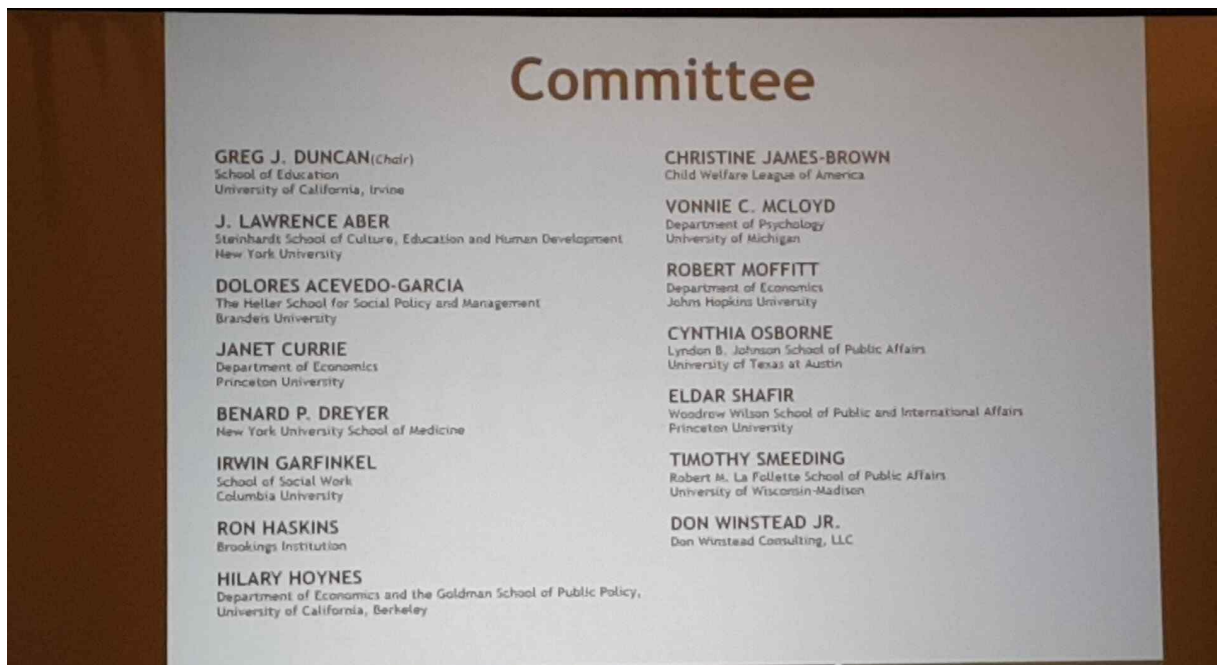 Committee
GREG J. DUNCAN(Chair)
School of Education
University of California, Irvine
J. LAWRENCE ABER
Steinhardt School of Culture, Education and Human Development
New York University
DOLORES ACEVEDO-GARCIA
The Heller School for Social Policy and Management
Brandeis University
JANET CURRIE
Department of Economics
Princeton University
BENARD P. DREYER
New York University School of Medicine
IRWIN GARFINKEL
School of Social Work
Columbia University
RON HASKINS
Brookings Institution
HILARY HOYNES
Department of Economics and the Goldman School of Public Policy,
University of California, Berkeley
CHRISTINE JAMES-BROWN
Child Welfare League of America
VONNIE C. MCLOYD
Department of Psychology
University of Michigan
ROBERT MOFFITT
Department of Economics
Johns Hopkins University
CYNTHIA OSBORNE
Lyndon B. Johnson School of Public Affairs
University of Texas at Austin
ELDAR SHAFIR
Woodrow Wilson School of Public and International Affairs
Princeton University
TIMOTHY SMEEDING
Robert M. La Follette School of Public Affairs
University of Wisconsin-Madison
DON WINSTEAD JR.
Don Winstead Consulting, LLC